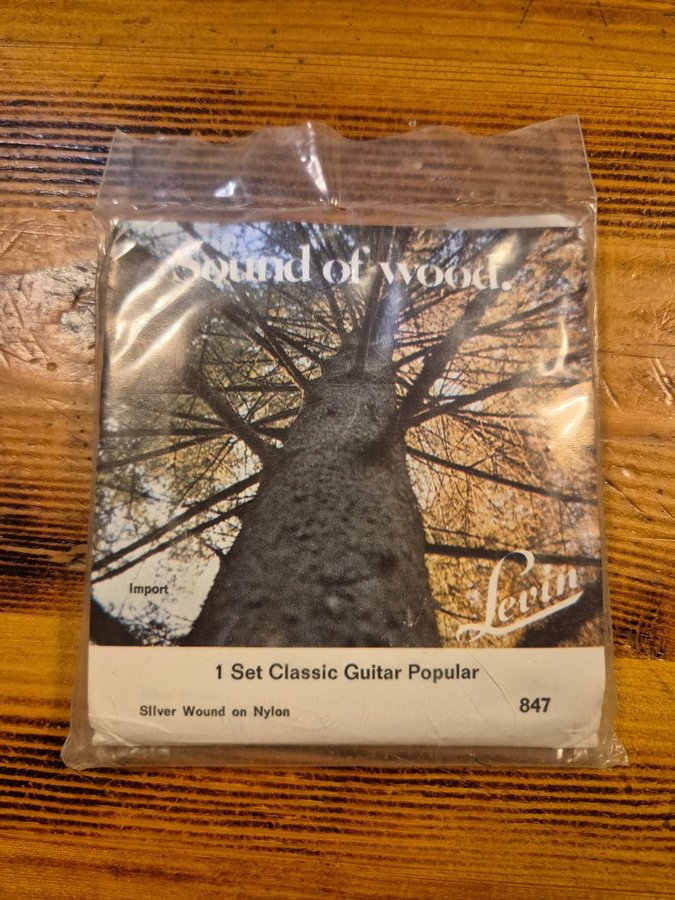 Sound of wood.
Import
Levin
1 Set Classic Guitar Popular
Silver Wound on Nylon
847